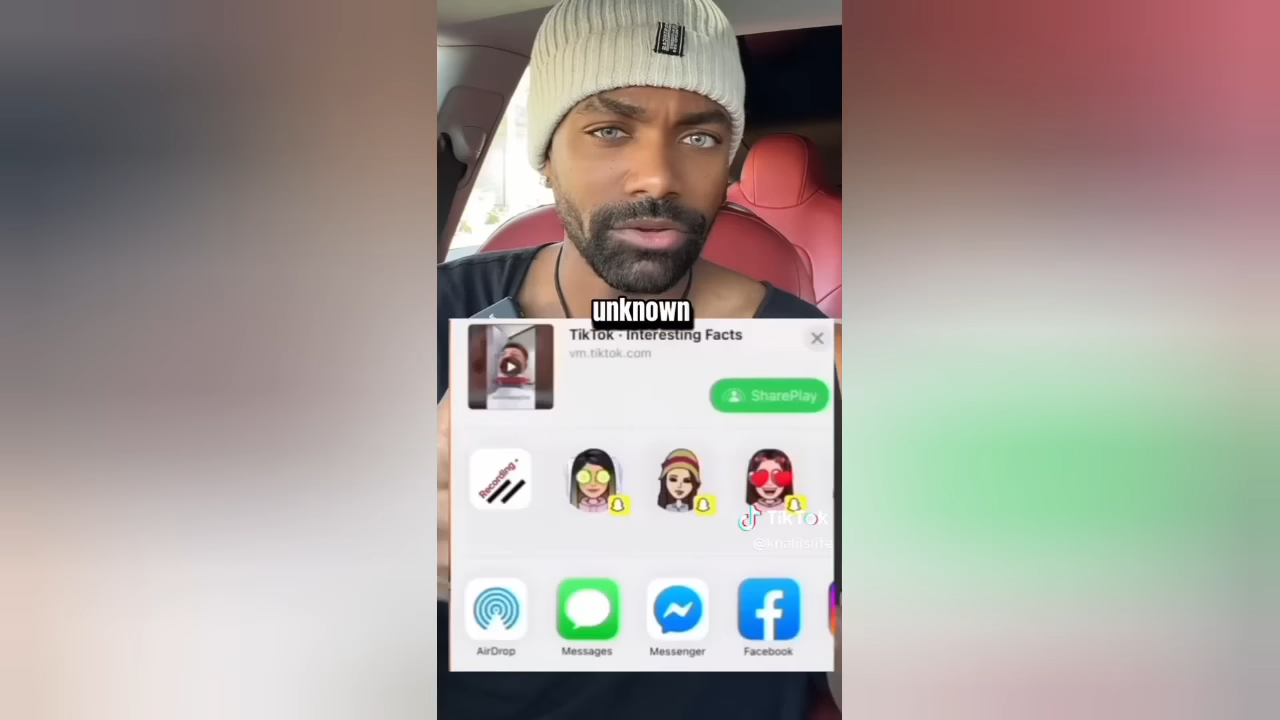 unknown
TikTok · Interesting Facts
vm.tiktok.com
SharePlay
Recording
TikTok
AirDrop
Messages
Messenger
Facebook